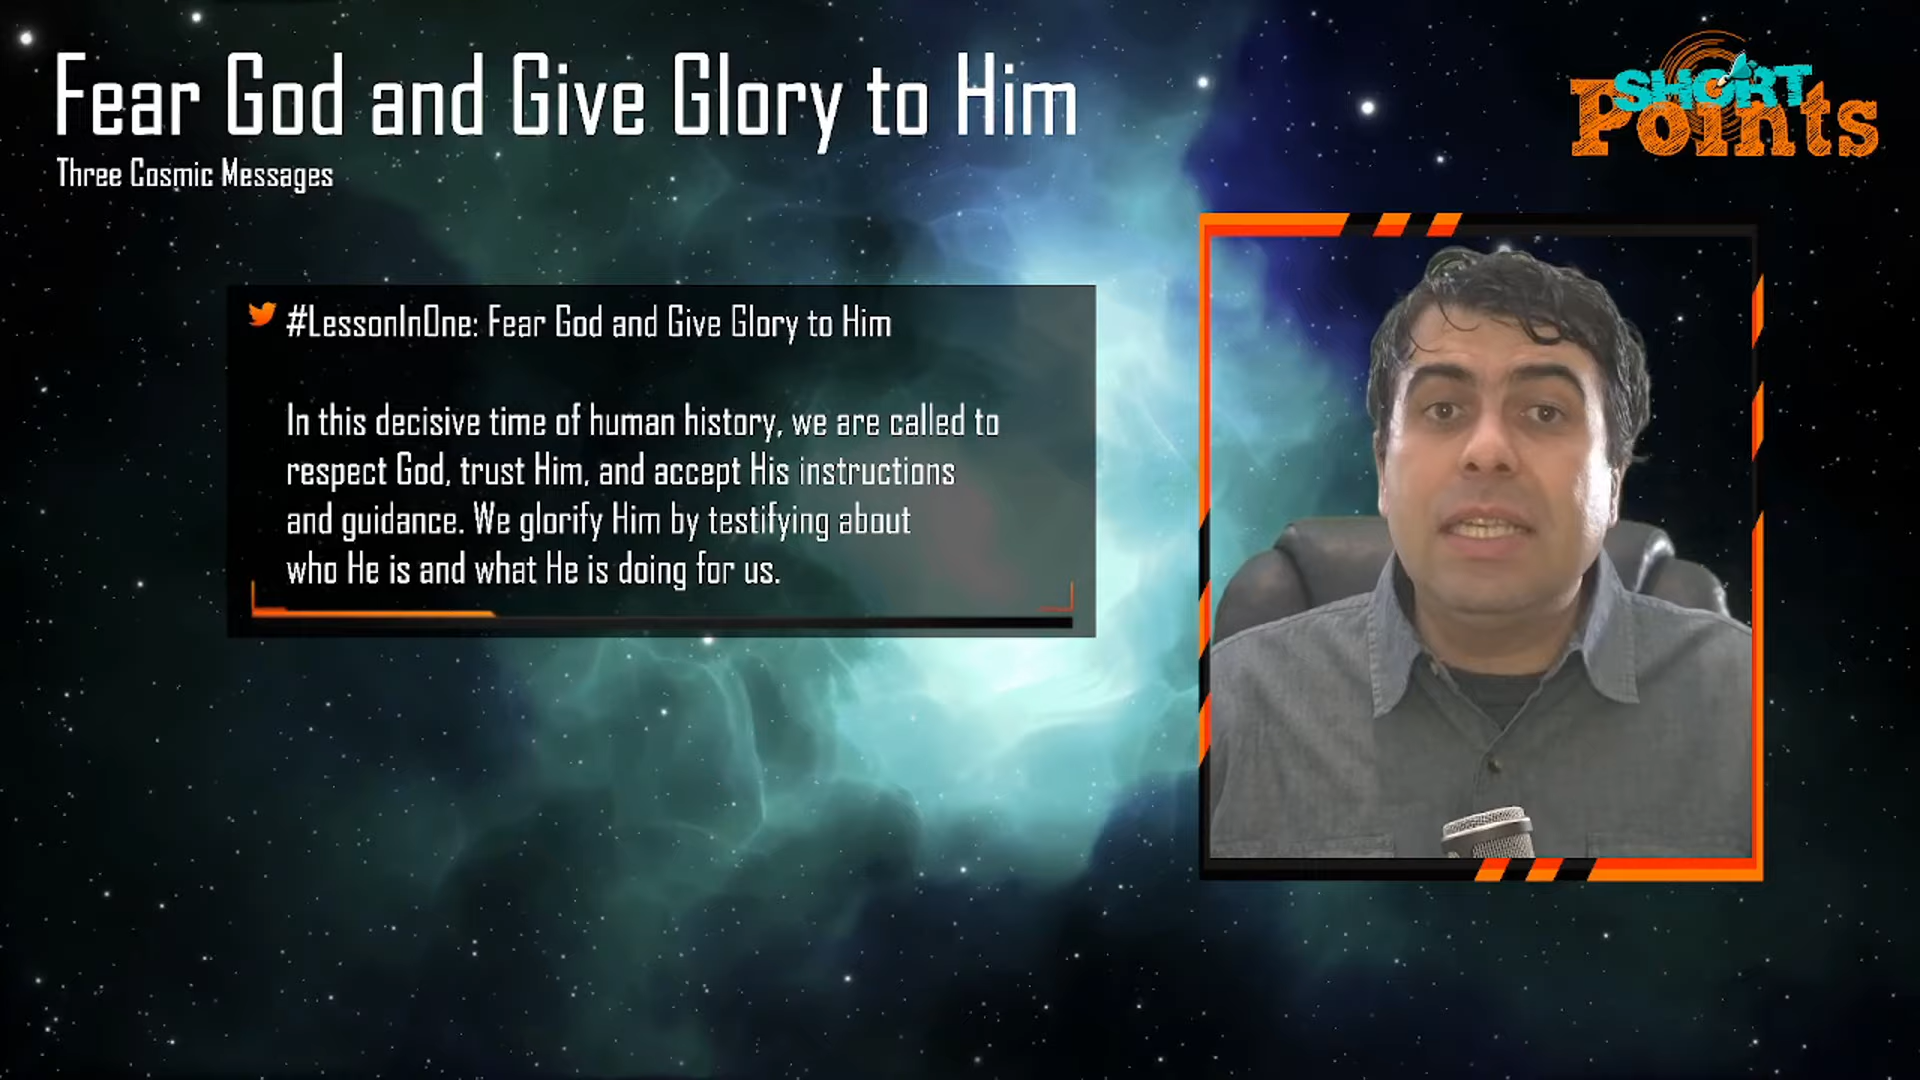 Fear God and Give Glory to Him
Three Cosmic Messages
SHORT
Points
#LessonInOne: Fear God and Give Glory to Him
In this decisive time of human history, we are called to
respect God, trust Him, and accept His instructions
and guidance. We glorify Him by testifying about
who He is and what He is doing for us.